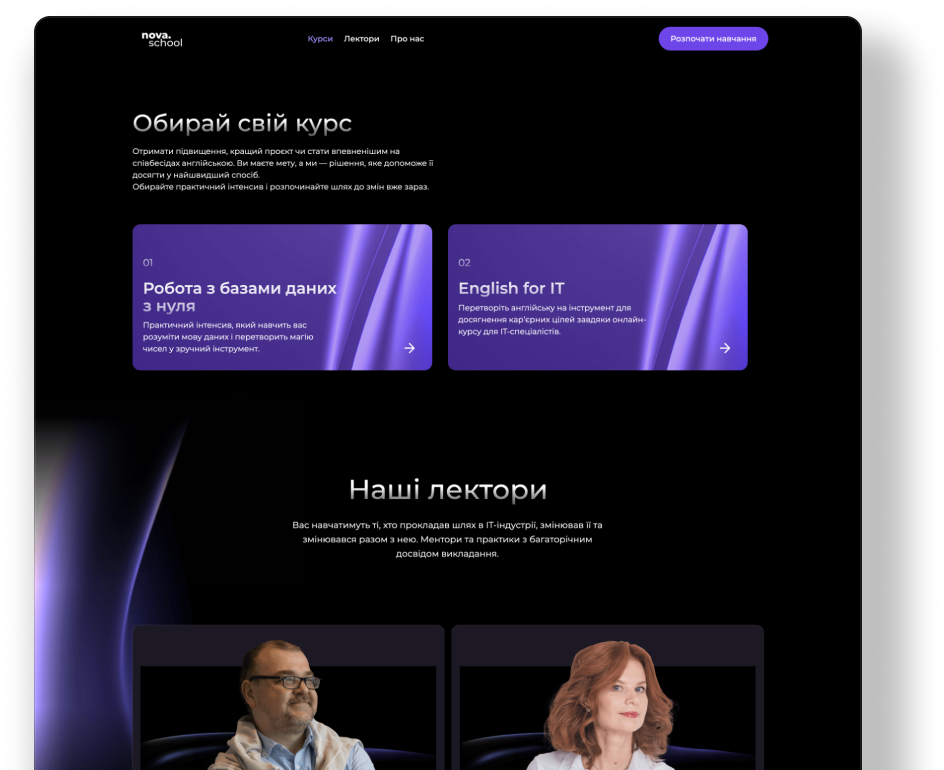 nova.
school
Курси Лектори Про нас
Розпочати навчання
Обирай свій курс
Отримати підвищення, кращий проєкт чи стати впевненішим на
співбесідах англійською. Ви маєте мету, а ми — рішення, яке допоможе її
досягти у найшвидший спосіб.
Обирайте практичний інтенсив і розпочинайте шлях до змін вже зараз.
01
Робота з базами даних
з нуля
Практичний інтенсив, який навчить вас
розуміти мову даних і перетворить магію
чисел у зручний інструмент.
02
English for IT
Перетворіть англійську на інструмент для
досягнення кар'єрних цілей завдяки онлайн-
курсу для IT-спеціалістів.
Наші лектори
Вас навчатимуть ті, хто прокладав шлях в IT-індустрії, змінював її та
змінювався разом з нею. Ментори та практики з багаторічним
досвідом викладання.